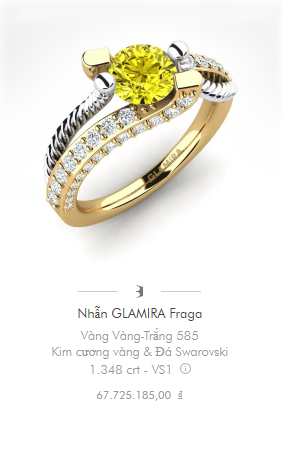 GLAMIRA
Nhẫn GLAMIRA Fraga
Vàng Vàng-Trắng 585
Kim cương vàng & Đá Swarovski
1.348 crt - VS1
67.725.185,00 ₫